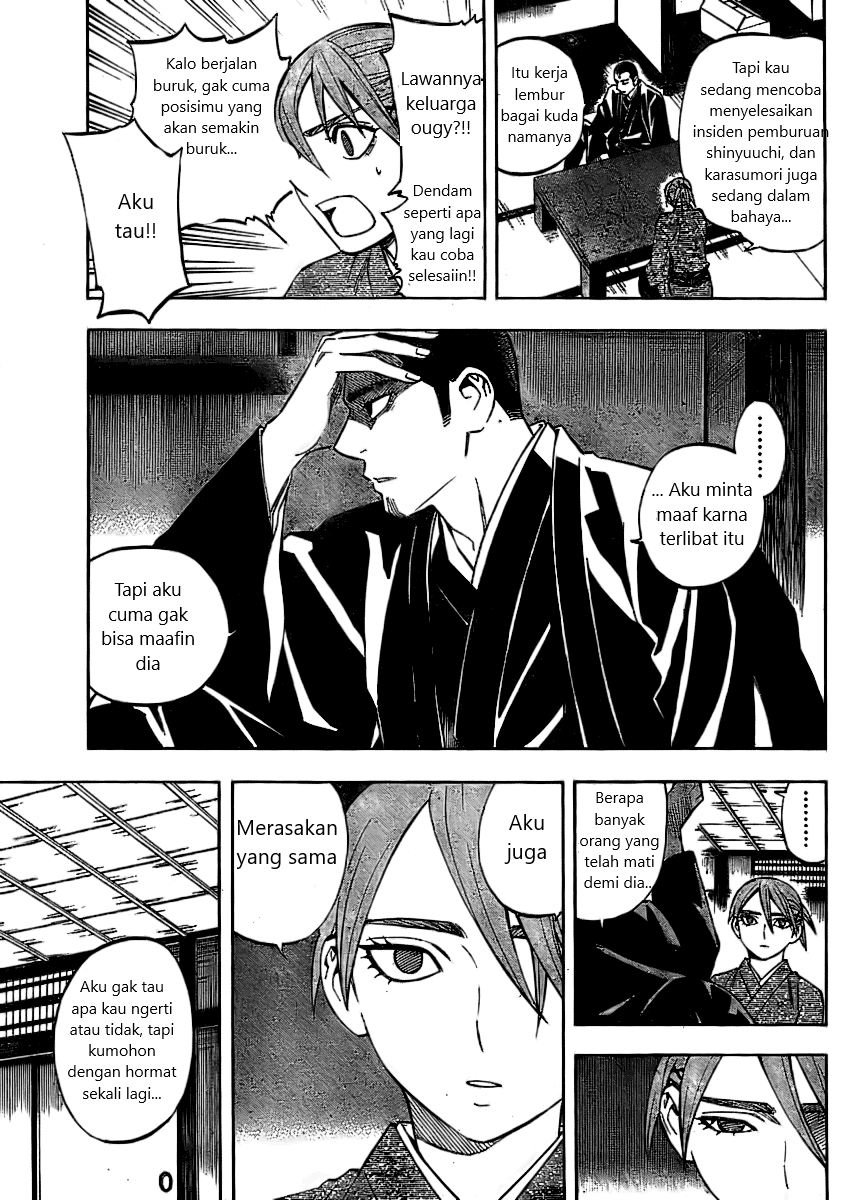 Tapi kau
sedang mencoba
menyelesaikan
insiden pemburuan
shinyuuchi, dan
karasumori juga
sedang dalam
bahaya...
Itu kerja
lembur
bagai kuda
namanya
Lawannya
keluarga
ougy?!!
Dendam
seperti apa
yang lagi
kau coba
selesaiin!!
Kalo berjalan
buruk, gak cuma
posisimu yang
akan semakin
buruk...
Aku
tau!!
.........
... Aku minta
maaf karna
terlibat itu
Tapi aku
cuma gak
bisa maafin
dia
.........
Berapa
banyak
orang yang
telah mati
demi dia...
Aku
juga
Merasakan
yang sama
Aku gak tau
apa kau ngerti
atau tidak, tapi
kumohon
dengan hormat
sekali lagi...